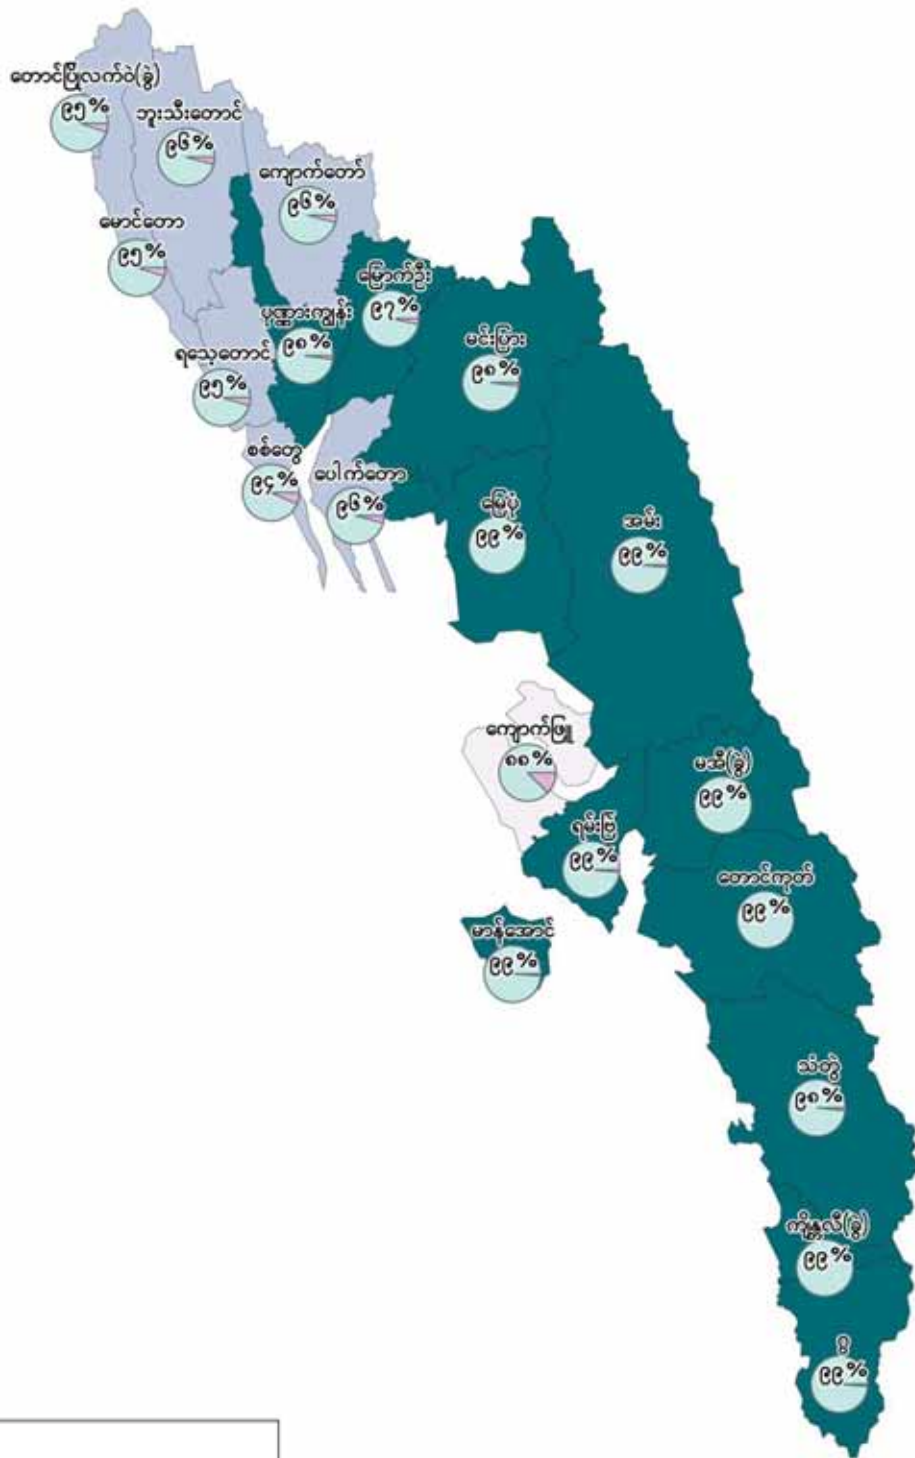 တောင်ပြိုလက်ဝဲ(ခွဲ)
၉၅%
ဘူးသီးတောင်
၉၆%
ကျောက်တော်
၉၆%
မောင်တော
၉၅%
မြောက်ဦး
၉၇%
ပုဏ္ဏားကျွန်း
၉၈%
မင်းပြား
၉၈%
ရသေ့တောင်
၉၅%
စစ်တွေ
၉၄%
ပေါက်တော
၉၆%
မြေပုံ
၉၉%
အမ်း
၉၉%
ကျောက်ဖြူ
၈၈%
မအီ(ခွဲ)
၉၉%
ရမ်းဗြဲ
၉၉%
တောင်ကုတ်
၉၉%
မာန်အောင်
၉၉%
သံတွဲ
၉၈%
ကျိန္တလီ(ခွဲ)
၉၉%
ဂွ
၉၉%